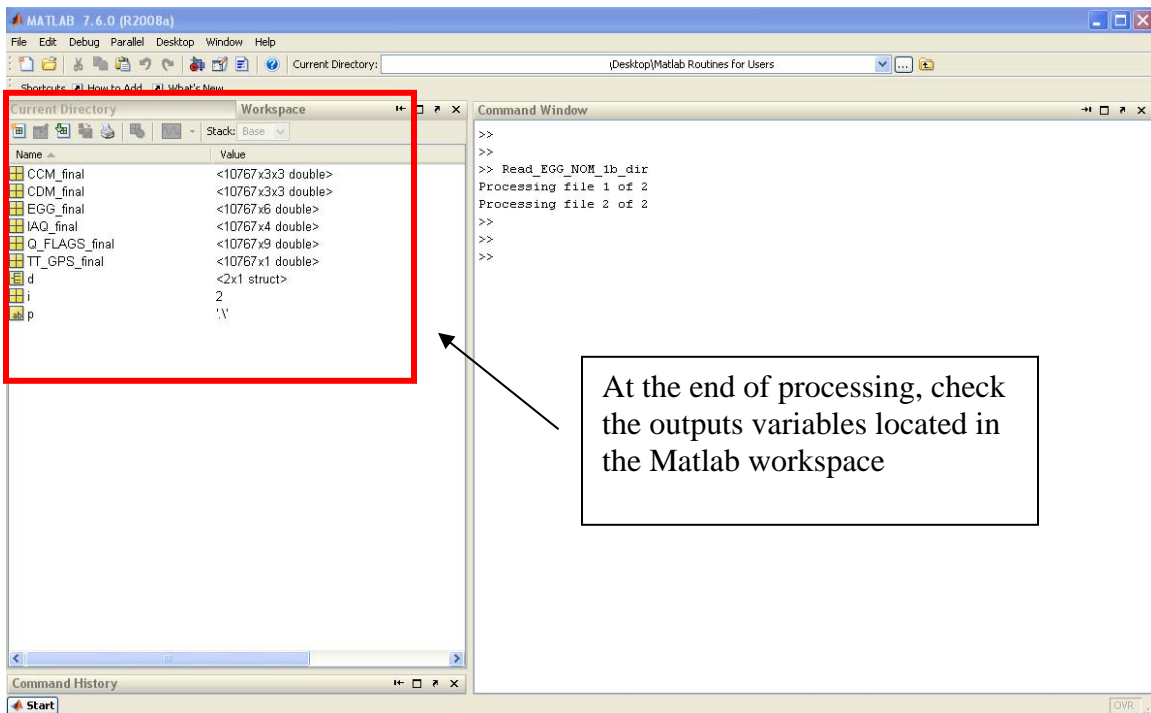 MATLAB 7.6.0 (R2008a)
File Edit Debug Parallel Desktop Window Help
Current Directory: (Desktop\Matlab Routines for Users
Shortcuts How to Add What's New
Current Directory Workspace
Stack: Base
Name Value
CCM_final <10767x3x3 double>
CDM_final <10767x3x3 double>
EGG_final <10767x6 double>
IAQ_final <10767x4 double>
Q_FLAGS_final <10767x9 double>
TT_GPS_final <10767x1 double>
d <2x1 struct>
i 2
p '.\'
Command History
Start
Command Window
>>
>>
>> Read_EGG_NOM_1b_dir
Processing file 1 of 2
Processing file 2 of 2
>>
>>
>>
At the end of processing, check
the outputs variables located in
the Matlab workspace
OVR